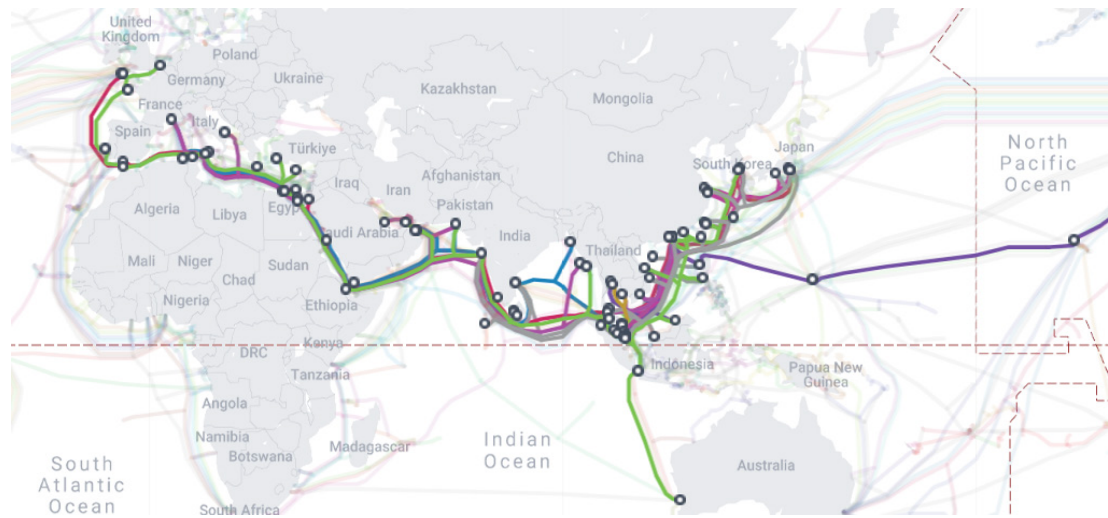 United
Kingdom
Poland
Germany
Ukraine
Kazakhstan
France
Mongolia
Italy
Spain
Türkiye
South Korea
Japan
North
Pacific
Ocean
China
Afghanistan
Iraq
Iran
Algeria
Libya
Egypt
Pakistan
Saudi Arabia
India
Mali
Niger
Chad
Sudan
Thailand
Nigeria
Ethiopia
DRC
Kenya
Tanzania
Indonesia
Papua New
Guinea
Angola
Namibia
Botswana
Madagascar
Indian
Ocean
South
Atlantic
Ocean
Australia
South Africa